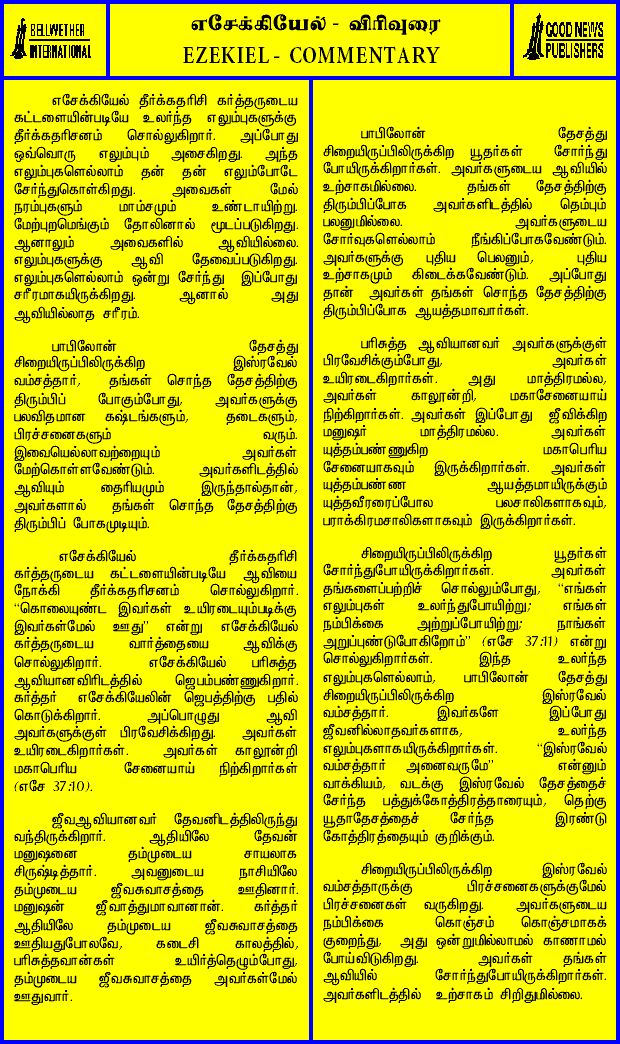 BELLWETHER
INTERNATIONAL
எசேக்கியேல் - விரிவுரை
EZEKIEL - COMMENTARY
GOOD NEWS
PUBLISHERS
எசேக்கியேல் தீர்க்கதரிசி கர்த்தருடைய
கட்டளையின்படியே உலர்ந்த எலும்புகளுக்கு
தீர்க்கதரிசனம் சொல்லுகிறார். அப்போது
ஒவ்வொரு எலும்பும் அசைகிறது. அந்த
எலும்புகளெல்லாம் தன் தன் எலும்போடே
சேர்ந்துகொள்கிறது. அவைகள் மேல்
நரம்புகளும் மாம்சமும் உண்டாயிற்று.
மேற்புறமெங்கும் தோலினால் மூடப்படுகிறது.
ஆனாலும் அவைகளில் ஆவியில்லை.
எலும்புகளுக்கு ஆவி தேவைப்படுகிறது.
எலும்புகளெல்லாம் ஒன்று சேர்ந்து இப்போது
சரீரமாகயிருக்கிறது. ஆனால் அது
ஆவியில்லாத சரீரம்.
பாபிலோன் தேசத்து
சிறையிருப்பிலிருக்கிற இஸ்ரவேல்
வம்சத்தார், தங்கள் சொந்த தேசத்திற்கு
திரும்பிப் போகும்போது, அவர்களுக்கு
பலவிதமான கஷ்டங்களும், தடைகளும்,
பிரச்சனைகளும் வரும்.
இவையெல்லாவற்றையும் அவர்கள்
மேற்கொள்ளவேண்டும். அவர்களிடத்தில்
ஆவியும் தைரியமும் இருந்தால்தான்,
அவர்களால் தங்கள் சொந்த தேசத்திற்கு
திரும்பிப் போகமுடியும்.
எசேக்கியேல் தீர்க்கதரிசி
கர்த்தருடைய கட்டளையின்படியே ஆவியை
நோக்கி தீர்க்கதரிசனம் சொல்லுகிறார்.
“கொலையுண்ட இவர்கள் உயிரடையும்படிக்கு
இவர்கள்மேல் ஊது” என்று எசேக்கியேல்
கர்த்தருடைய வார்த்தையை ஆவிக்கு
சொல்லுகிறார். எசேக்கியேல் பரிசுத்த
ஆவியானவரிடத்தில் ஜெபம்பண்ணுகிறார்.
கர்த்தர் எசேக்கியேலின் ஜெபத்திற்கு பதில்
கொடுக்கிறார். அப்பொழுது ஆவி
அவர்களுக்குள் பிரவேசிக்கிறது. அவர்கள்
உயிரடைகிறார்கள். அவர்கள் காலூன்றி
மகாபெரிய சேனையாய் நிற்கிறார்கள்
(எசே 37:10).
ஜீவஆவியானவர் தேவனிடத்திலிருந்து
வந்திருக்கிறார். ஆதியிலே தேவன்
மனுஷனை தம்முடைய சாயலாக
சிருஷ்டித்தார். அவனுடைய நாசியிலே
தம்முடைய ஜீவசுவாசத்தை ஊதினார்.
மனுஷன் ஜீவாத்துமாவானான். கர்த்தர்
ஆதியிலே தம்முடைய ஜீவசுவாசத்தை
ஊதியதுபோலவே, கடைசி காலத்தில்,
பரிசுத்தவான்கள் உயிர்த்தெழும்போது,
தம்முடைய ஜீவசுவாசத்தை அவர்கள்மேல்
ஊதுவார்.
பாபிலோன் தேசத்து
சிறையிருப்பிலிருக்கிற யூதர்கள் சோர்ந்து
போயிருக்கிறார்கள். அவர்களுடைய ஆவியில்
உற்சாகமில்லை. தங்கள் தேசத்திற்கு
திரும்பிப்போக அவர்களிடத்தில் தெம்பும்
பலனுமில்லை. அவர்களுடைய
சோர்வுகளெல்லாம் நீங்கிப்போகவேண்டும்.
அவர்களுக்கு புதிய பெலனும், புதிய
உற்சாகமும் கிடைக்கவேண்டும். அப்போது
தான் அவர்கள் தங்கள் சொந்த தேசத்திற்கு
திரும்பிப்போக ஆயத்தமாவார்கள்.
பரிசுத்த ஆவியானவர் அவர்களுக்குள்
பிரவேசிக்கும்போது, அவர்கள்
உயிரடைகிறார்கள். அது மாத்திரமல்ல,
அவர்கள் காலூன்றி, மகாசேனையாய்
நிற்கிறார்கள். அவர்கள் இப்போது ஜீவிக்கிற
மனுஷர் மாத்திரமல்ல. அவர்கள்
யுத்தம்பண்ணுகிற மகாபெரிய
சேனையாகவும் இருக்கிறார்கள். அவர்கள்
யுத்தம்பண்ண ஆயத்தமாயிருக்கும்
யுத்தவீரரைப்போல பலசாலிகளாகவும்,
பராக்கிரமசாலிகளாகவும் இருக்கிறார்கள்.
சிறையிருப்பிலிருக்கிற யூதர்கள்
சோர்ந்துபோயிருக்கிறார்கள். அவர்கள்
தங்களைப்பற்றிச் சொல்லும்போது, “எங்கள்
எலும்புகள் உலர்ந்துபோயிற்று; எங்கள்
நம்பிக்கை அற்றுப்போயிற்று; நாங்கள்
அறுப்புண்டுபோகிறோம்” (எசே 37:11) என்று
சொல்லுகிறார்கள். இந்த உலர்ந்த
எலும்புகளெல்லாம், பாபிலோன் தேசத்து
சிறையிருப்பிலிருக்கிற இஸ்ரவேல்
வம்சத்தார். இவர்களே இப்போது
ஜீவனில்லாதவர்களாக, உலர்ந்த
எலும்புகளாகயிருக்கிறார்கள். “இஸ்ரவேல்
வம்சத்தார் அனைவருமே” என்னும்
வாக்கியம், வடக்கு இஸ்ரவேல் தேசத்தைச்
சேர்ந்த பத்துக்கோத்திரத்தாரையும், தெற்கு
யூதாதேசத்தைச் சேர்ந்த இரண்டு
கோத்திரத்தையும் குறிக்கும்.
சிறையிருப்பிலிருக்கிற இஸ்ரவேல்
வம்சத்தாருக்கு பிரச்சனைகளுக்குமேல்
பிரச்சனைகள் வருகிறது. அவர்களுடைய
நம்பிக்கை கொஞ்சம் கொஞ்சமாகக்
குறைந்து, அது ஒன்றுமில்லாமல் காணாமல்
போய்விடுகிறது. அவர்கள் தங்கள்
ஆவியில் சோர்ந்துபோயிருக்கிறார்கள்.
அவர்களிடத்தில் உற்சாகம் சிறிதுமில்லை.